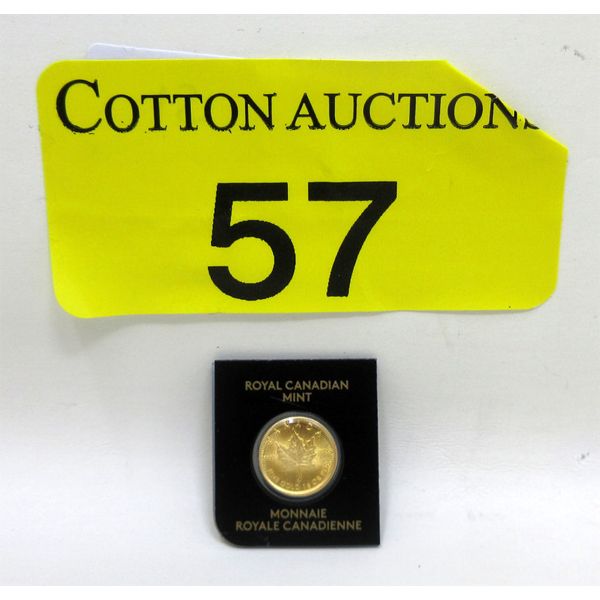 COTTON AUCTIONS
57
ROYAL CANADIAN
MINT
MONNAIE
ROYALE CANADIENNE